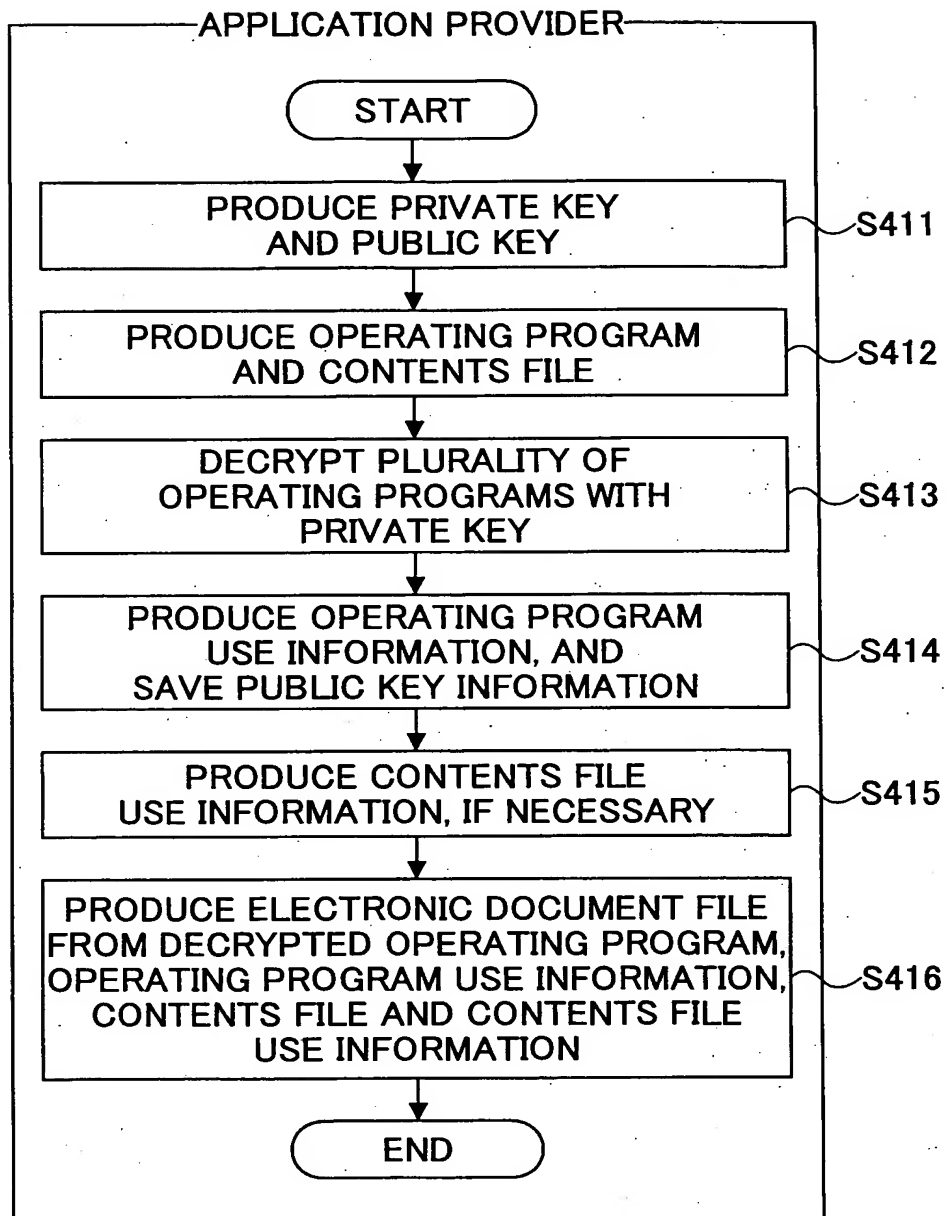 APPLICATION PROVIDER
START
PRODUCE PRIVATE KEY
AND PUBLIC KEY
S411
PRODUCE OPERATING PROGRAM
AND CONTENTS FILE
S412
DECRYPT PLURALITY OF
OPERATING PROGRAMS WITH
PRIVATE KEY
S413
PRODUCE OPERATING PROGRAM
USE INFORMATION, AND
SAVE PUBLIC KEY INFORMATION
S414
PRODUCE CONTENTS FILE
USE INFORMATION, IF NECESSARY
S415
PRODUCE ELECTRONIC DOCUMENT FILE
FROM DECRYPTED OPERATING PROGRAM,
OPERATING PROGRAM USE INFORMATION,
CONTENTS FILE AND CONTENTS FILE
USE INFORMATION
S416
END